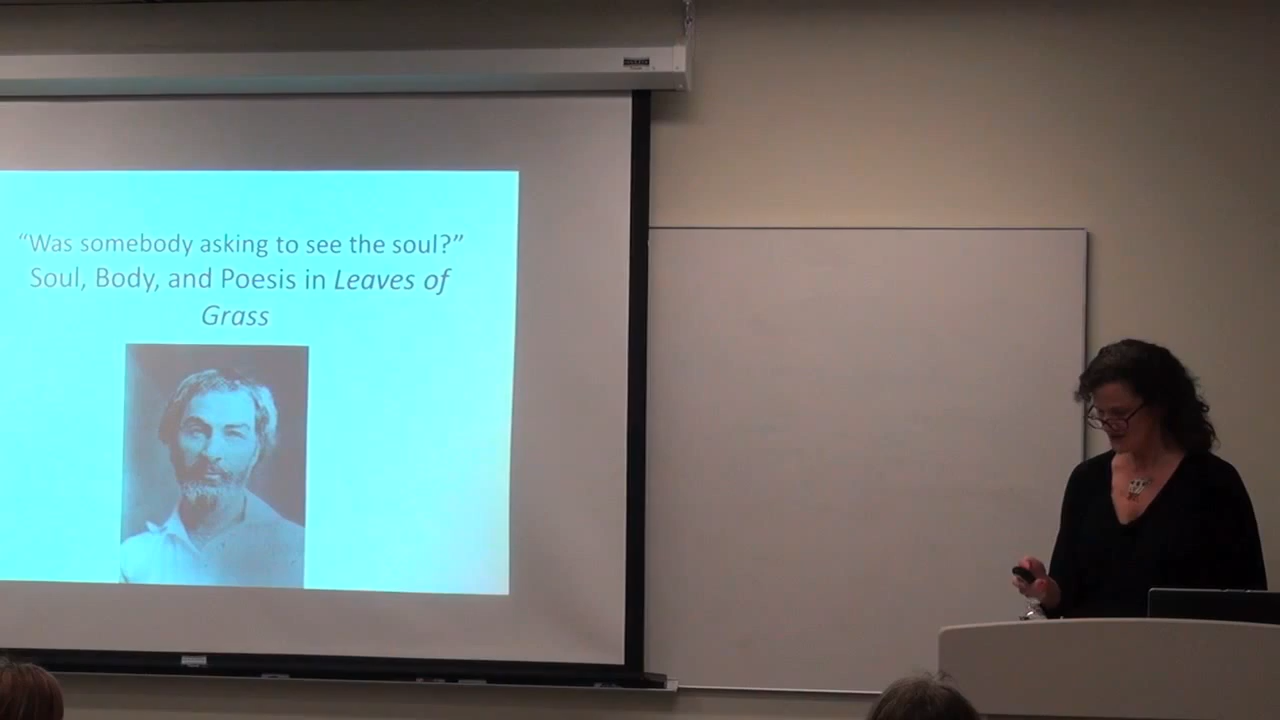 “Was somebody asking to see the soul?”
Soul, Body, and Poesis in Leaves of
Grass